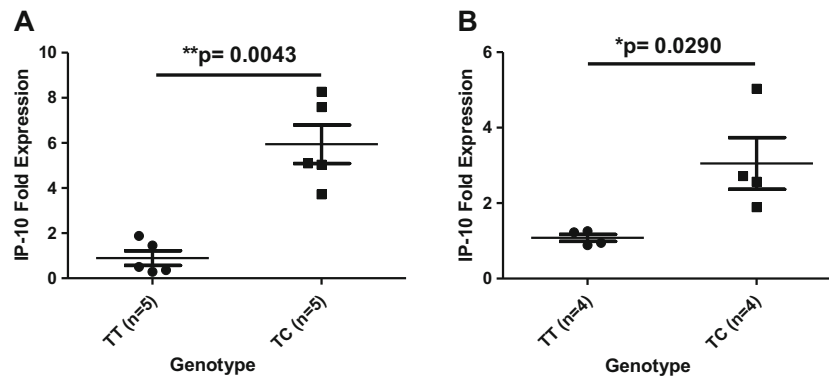 A
**p= 0.0043
IP-10 Fold Expression
10
8
6
4
2
0
TT (n=5)
TC (n=5)
Genotype
B
*p= 0.0290
IP-10 Fold Expression
6
4
2
0
TT (n=4)
TC (n=4)
Genotype